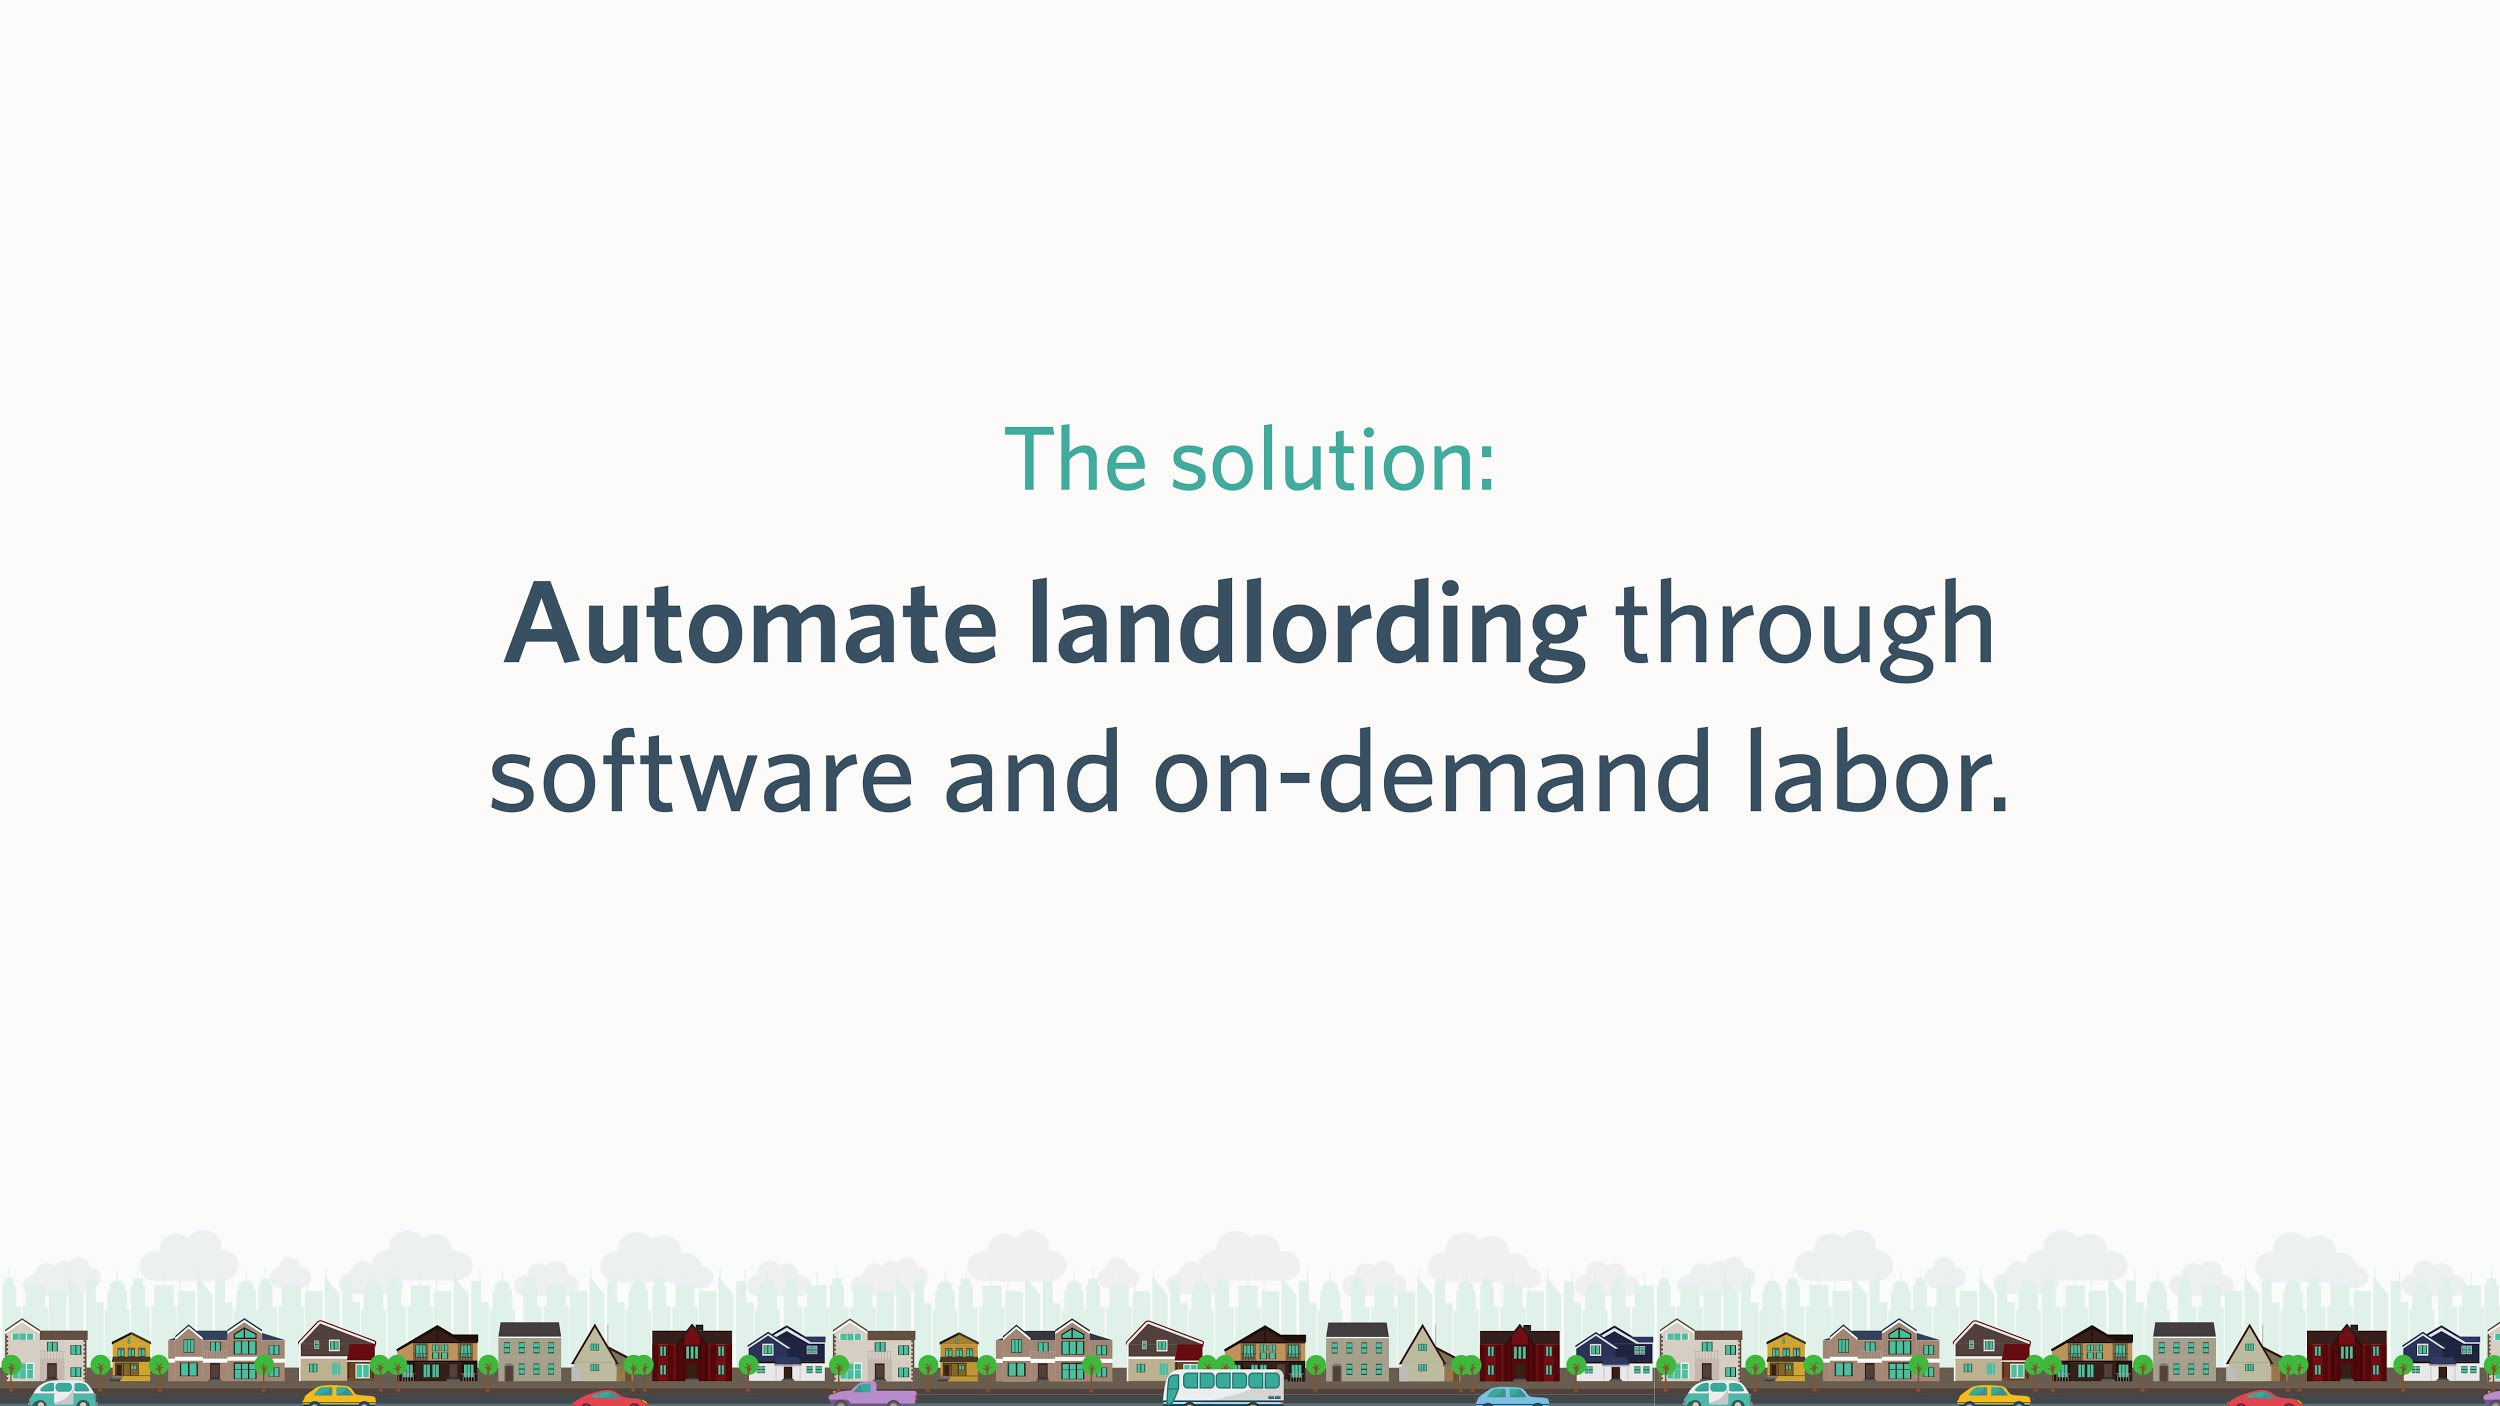 The solution:
Automate landlording through
software and on-demand labor.